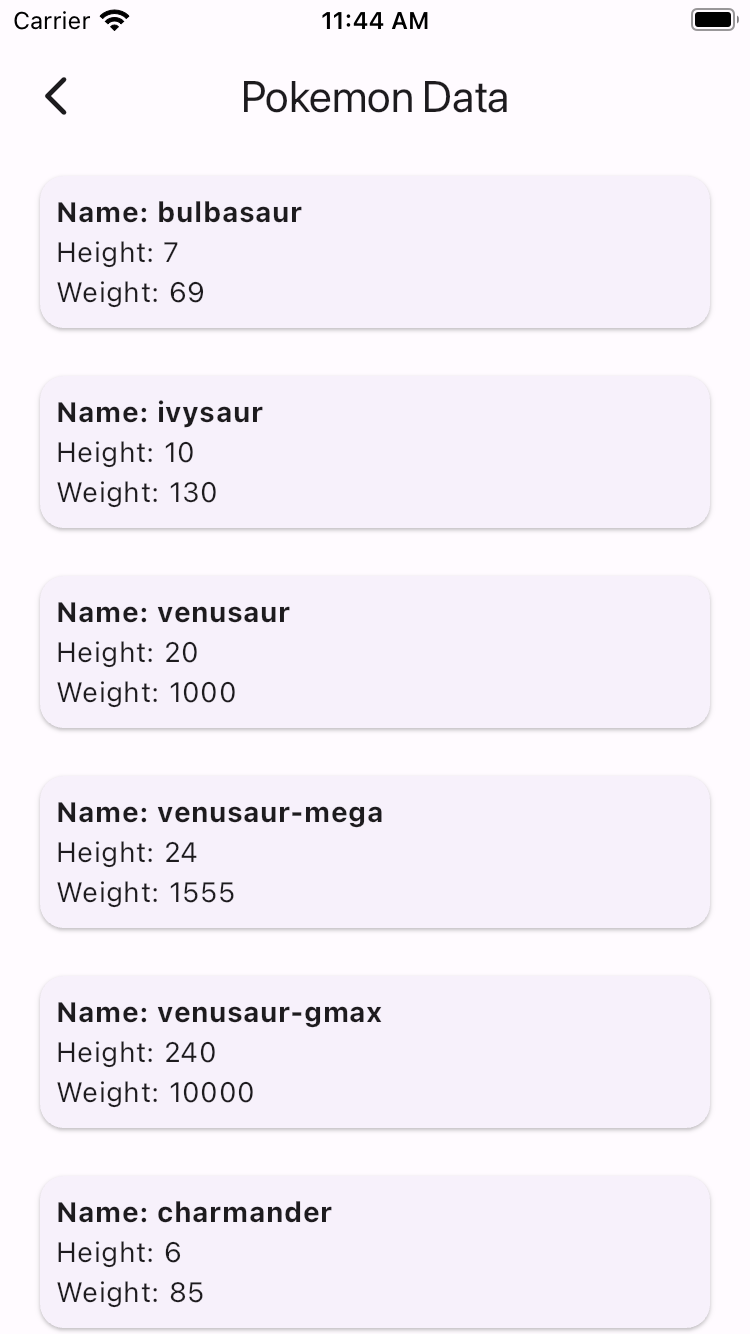 Carrier 11:44 AM
Pokemon Data
Name: bulbasaur
Height: 7
Weight: 69
Name: ivysaur
Height: 10
Weight: 130
Name: venusaur
Height: 20
Weight: 1000
Name: venusaur-mega
Height: 24
Weight: 1555
Name: venusaur-gmax
Height: 240
Weight: 10000
Name: charmander
Height: 6
Weight: 85